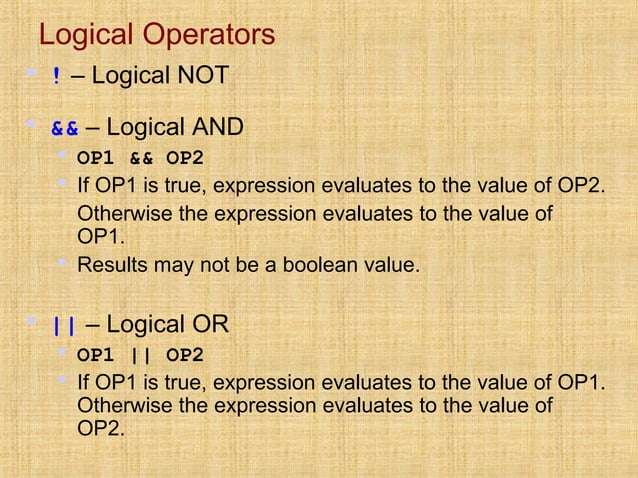 Logical Operators
! – Logical NOT
&& – Logical AND
OP1 && OP2
If OP1 is true, expression evaluates to the value of OP2.
Otherwise the expression evaluates to the value of
OP1.
Results may not be a boolean value.
|| – Logical OR
OP1 || OP2
If OP1 is true, expression evaluates to the value of OP1.
Otherwise the expression evaluates to the value of
OP2.